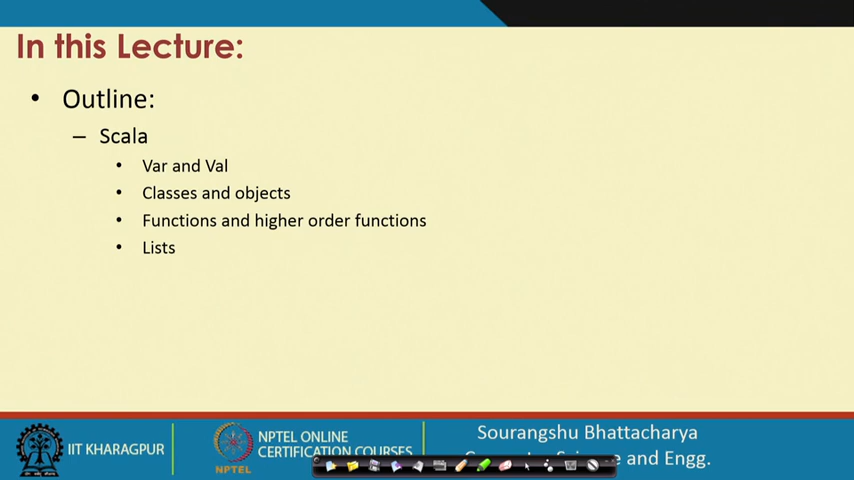 In this Lecture:
• Outline:
– Scala
• Var and Val
• Classes and objects
• Functions and higher order functions
• Lists
IIT KHARAGPUR
NPTEL
NPTEL ONLINE
CERTIFICATION COURSES
Sourangshu Bhattacharya
and Engg.